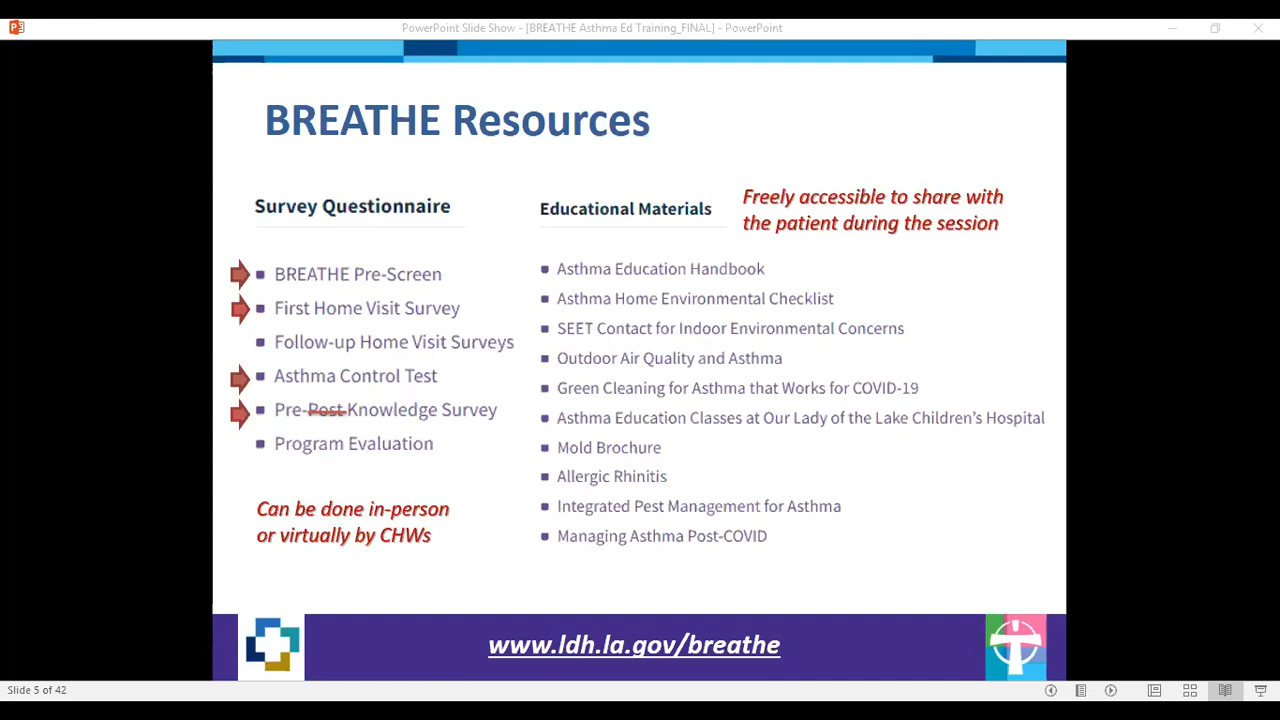 PowerPoint Slide Show - [BREATHE Asthma Ed Training_FINAL] - PowerPoint
BREATHE Resources
Survey Questionnaire
BREATHE Pre-Screen
First Home Visit Survey
Follow-up Home Visit Surveys
Asthma Control Test
Pre-Post Knowledge Survey
Program Evaluation
Can be done in-person
or virtually by CHWs
Educational Materials
Freely accessible to share with
the patient during the session
Asthma Education Handbook
Asthma Home Environmental Checklist
SEET Contact for Indoor Environmental Concerns
Outdoor Air Quality and Asthma
Green Cleaning for Asthma that Works for COVID-19
Asthma Education Classes at Our Lady of the Lake Children's Hospital
Mold Brochure
Allergic Rhinitis
Integrated Pest Management for Asthma
Managing Asthma Post-COVID
www.ldh.la.gov/breathe
Slide 5 of 42